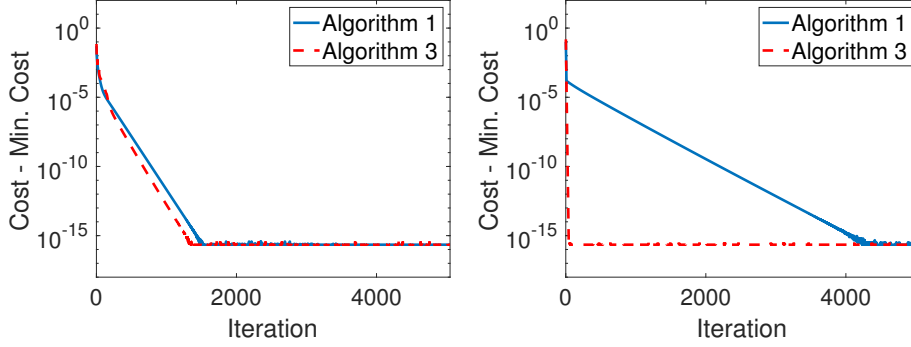 10^0
10^-5
10^-10
10^-15
Cost - Min. Cost
0
2000
4000
Iteration
Algorithm 1
Algorithm 3
10^0
10^-5
10^-10
10^-15
Cost - Min. Cost
0
2000
4000
Iteration
Algorithm 1
Algorithm 3